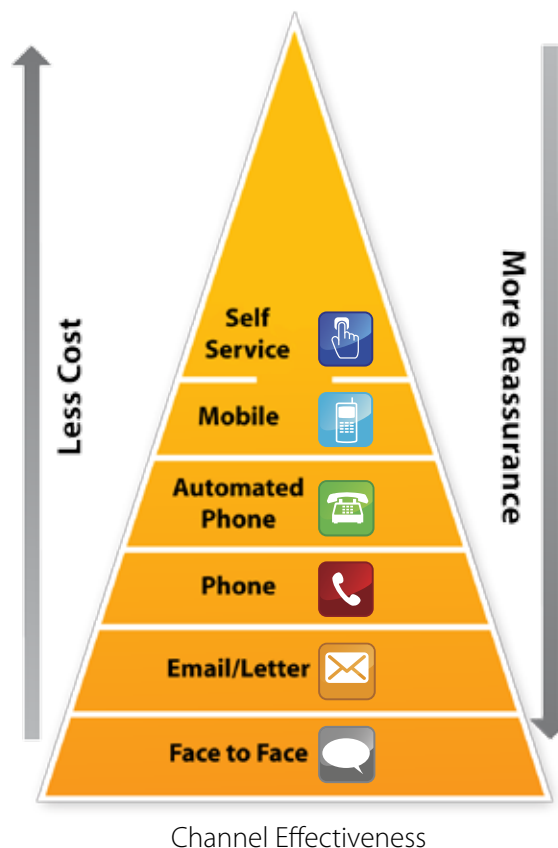 Less Cost
More Reassurance
Self
Service
Mobile
Automated
Phone
Phone
Email/Letter
Face to Face
Channel Effectiveness